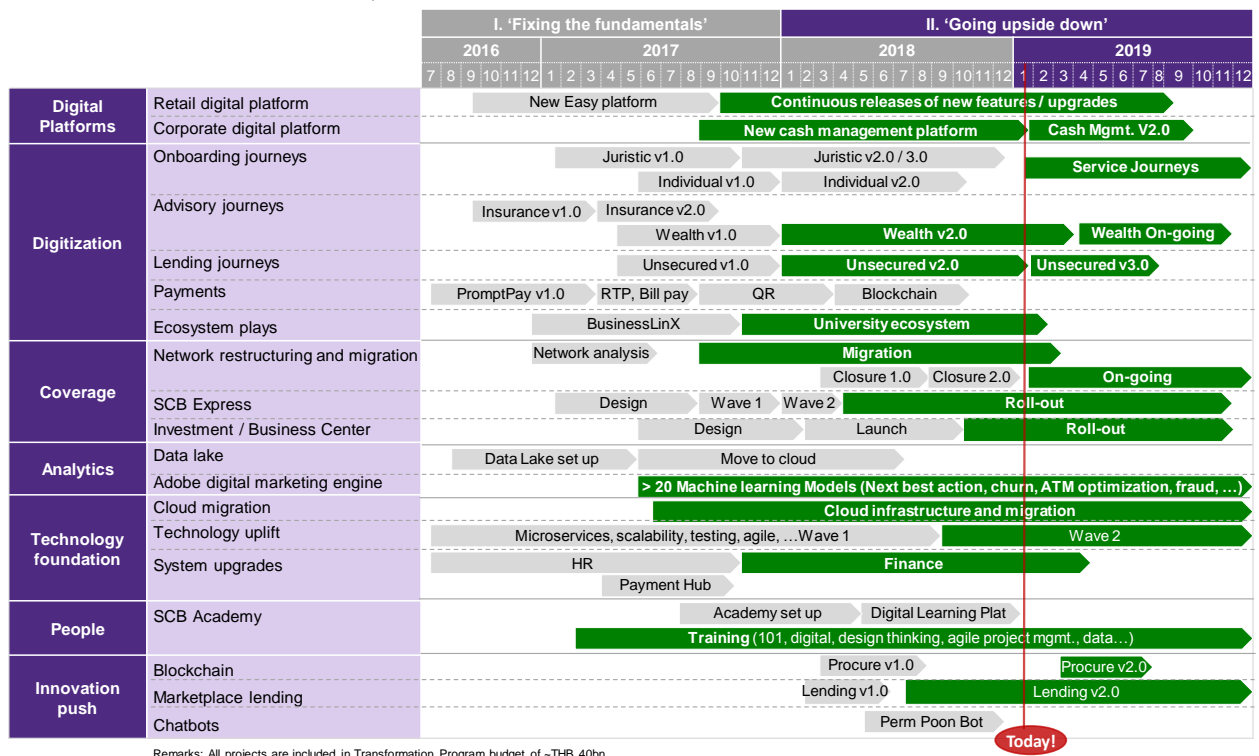 I. ‘Fixing the fundamentals’ II. ‘Going upside down’
2016 2017 2018 2019
7 8 9 10 11 12 1 2 3 4 5 6 7 8 9 10 11 12 1 2 3 4 5 6 7 8 9 10 11 12 1 2 3 4 5 6 7 8 9 11 12
Digital Platforms
Retail digital platform New Easy platform Continuous releases of new features / upgrades
Corporate digital platform New cash management platform Cash Mgmt. V2.0
Digitization
Onboarding journeys Juristic v1.0 Juristic v2.0 / 3.0 Service Journeys
Individual v1.0 Individual v2.0
Advisory journeys Insurance v1.0 Insurance v2.0
Wealth v1.0 Wealth v2.0 Wealth On-going
Lending journeys Unsecured v1.0 Unsecured v2.0 Unsecured v3.0
Payments PromptPay v1.0 RTP, Bill pay QR Blockchain
Ecosystem plays BusinessLinX University ecosystem
Coverage
Network restructuring and migration Network analysis Migration
Closure 1.0 Closure 2.0 On-going
SCB Express Design Wave 1 Wave 2 Roll-out
Investment / Business Center Design Launch Roll-out
Analytics
Data lake Data Lake set up Move to cloud
Adobe digital marketing engine > 20 Machine learning Models (Next best action, churn, ATM optimization, fraud, …)
Technology foundation
Cloud migration Cloud infrastructure and migration
Technology uplift Microservices, scalability, testing, agile, …Wave 1 Wave 2
System upgrades HR Finance
Payment Hub
People
SCB Academy Academy set up Digital Learning Plat
Training (101, digital, design thinking, agile project mgmt., data…)
Innovation push
Blockchain Procure v1.0 Procure v2.0
Marketplace lending Lending v1.0 Lending v2.0
Chatbots Perm Poon Bot
Today!
Remarks: All projects are included in Transformation Program budget of ~THB 40bn